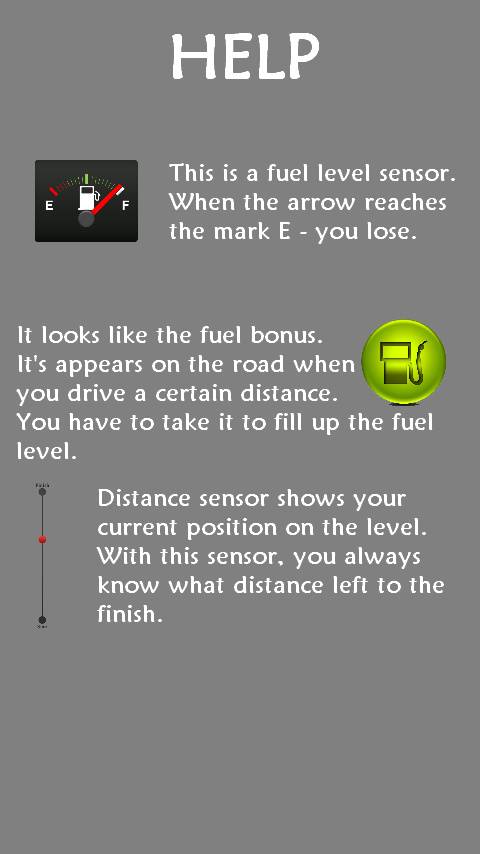 HELP
E
F
This is a fuel level sensor.
When the arrow reaches
the mark E - you lose.
It looks like the fuel bonus.
It's appears on the road when
you drive a certain distance.
You have to take it to fill up the fuel
level.
Finish
Distance sensor shows your
current position on the level.
With this sensor, you always
know what distance left to the
finish.
Start